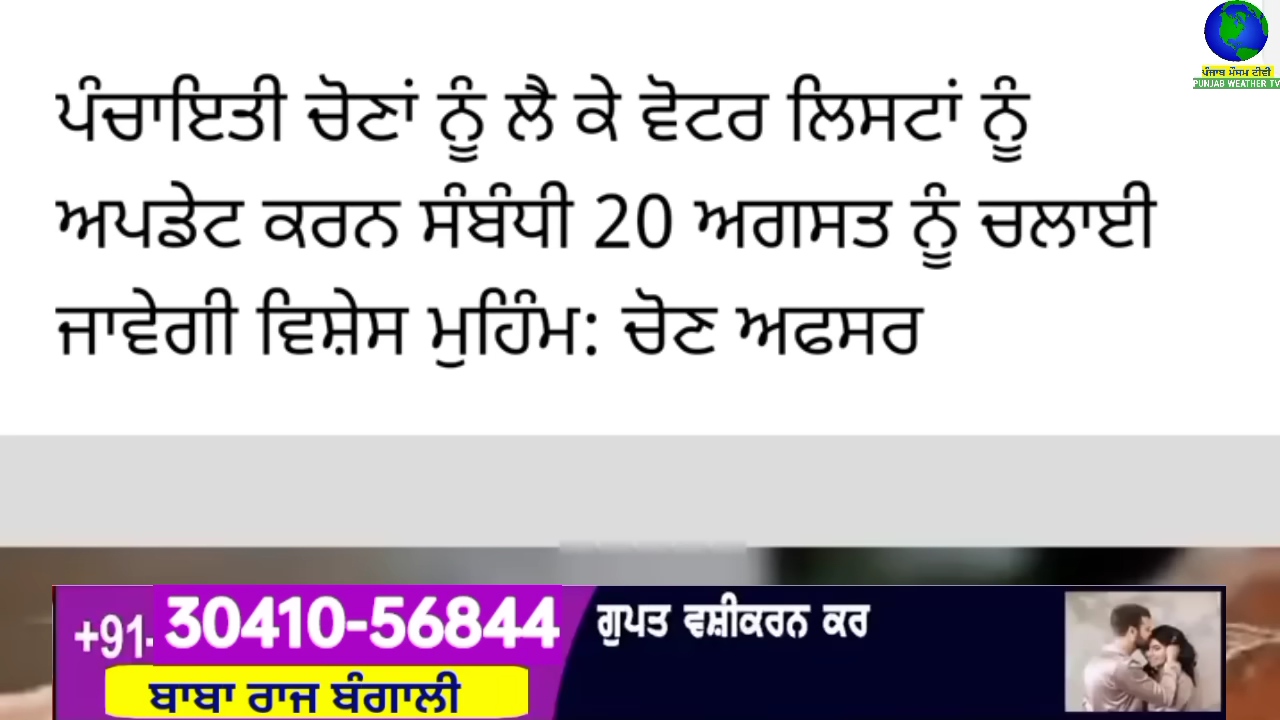 ਪੰਜਾਬ ਮੌਸਮ ਟੀਵੀ
PUNJAB WEATHER TV
ਪੰਚਾਇਤੀ ਚੋਣਾਂ ਨੂੰ ਲੈ ਕੇ ਵੋਟਰ ਲਿਸਟਾਂ ਨੂੰ
ਅਪਡੇਟ ਕਰਨ ਸੰਬੰਧੀ 20 ਅਗਸਤ ਨੂੰ ਚਲਾਈ
ਜਾਵੇਗੀ ਵਿਸ਼ੇਸ ਮੁਹਿੰਮ: ਚੋਣ ਅਫਸਰ
+91- 30410-56844
ਗੁਪਤ ਵਸ਼ੀਕਰਨ ਕਰ
ਬਾਬਾ ਰਾਜ ਬੰਗਾਲੀ